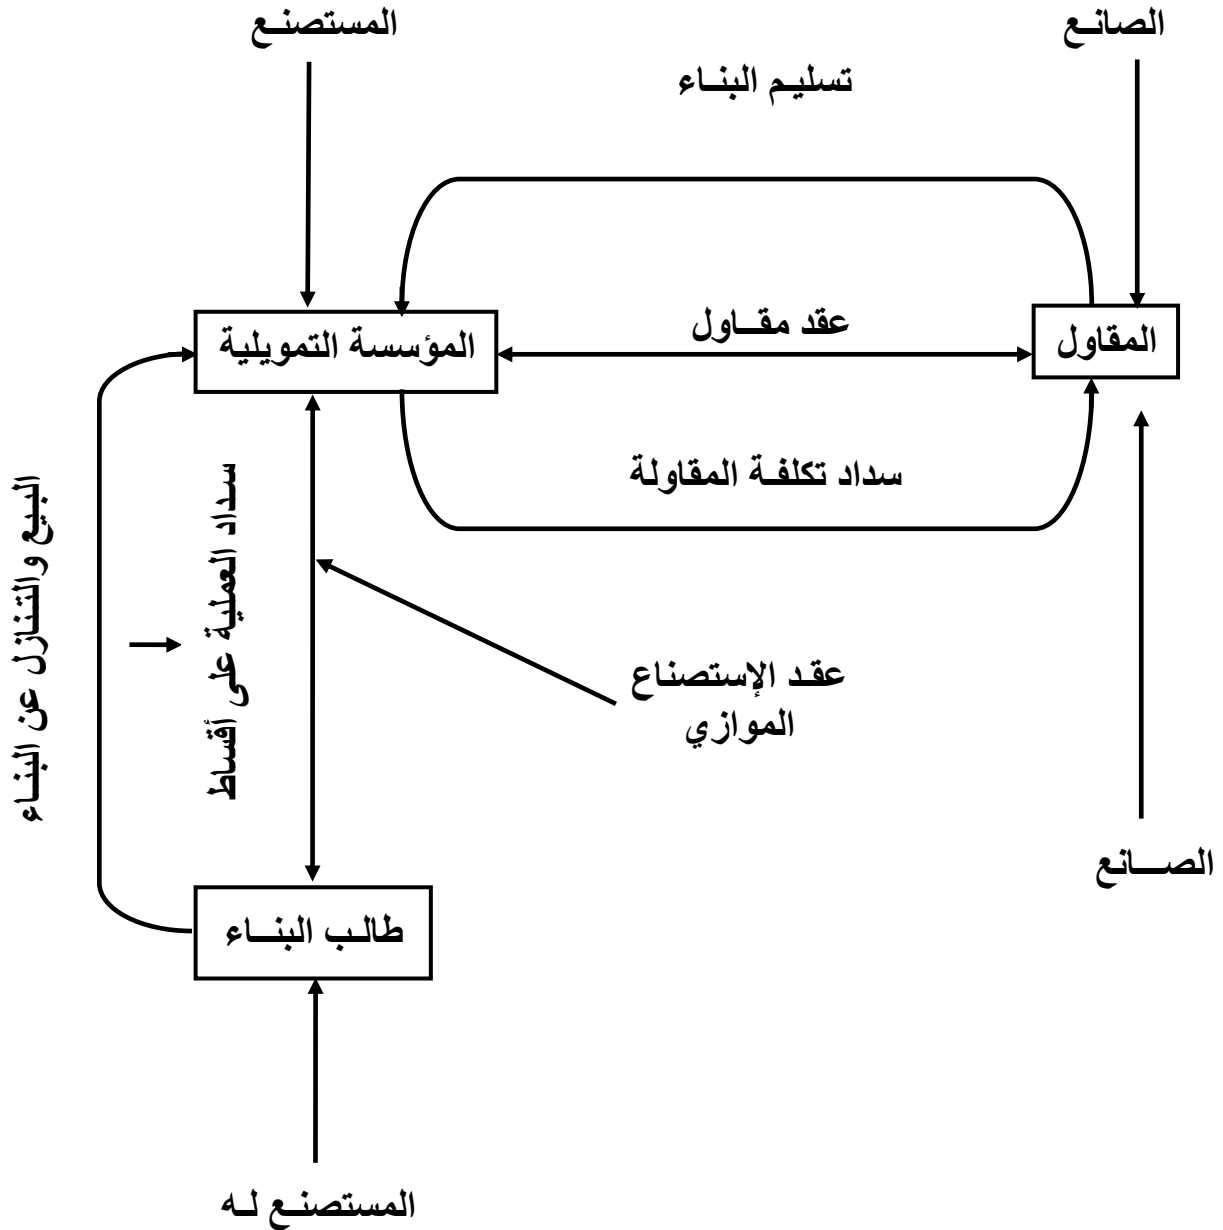 الصانع
المستصنع
تسليم البناء
عقد مقاول
المقاول
المؤسسة التمويلية
سداد تكلفة المقاولة
سداد العملية على أقساط
البيع والتنازل عن البناء
عقد الإستصناع
الموازي
الصانع
طالب البناء
المستصنع له